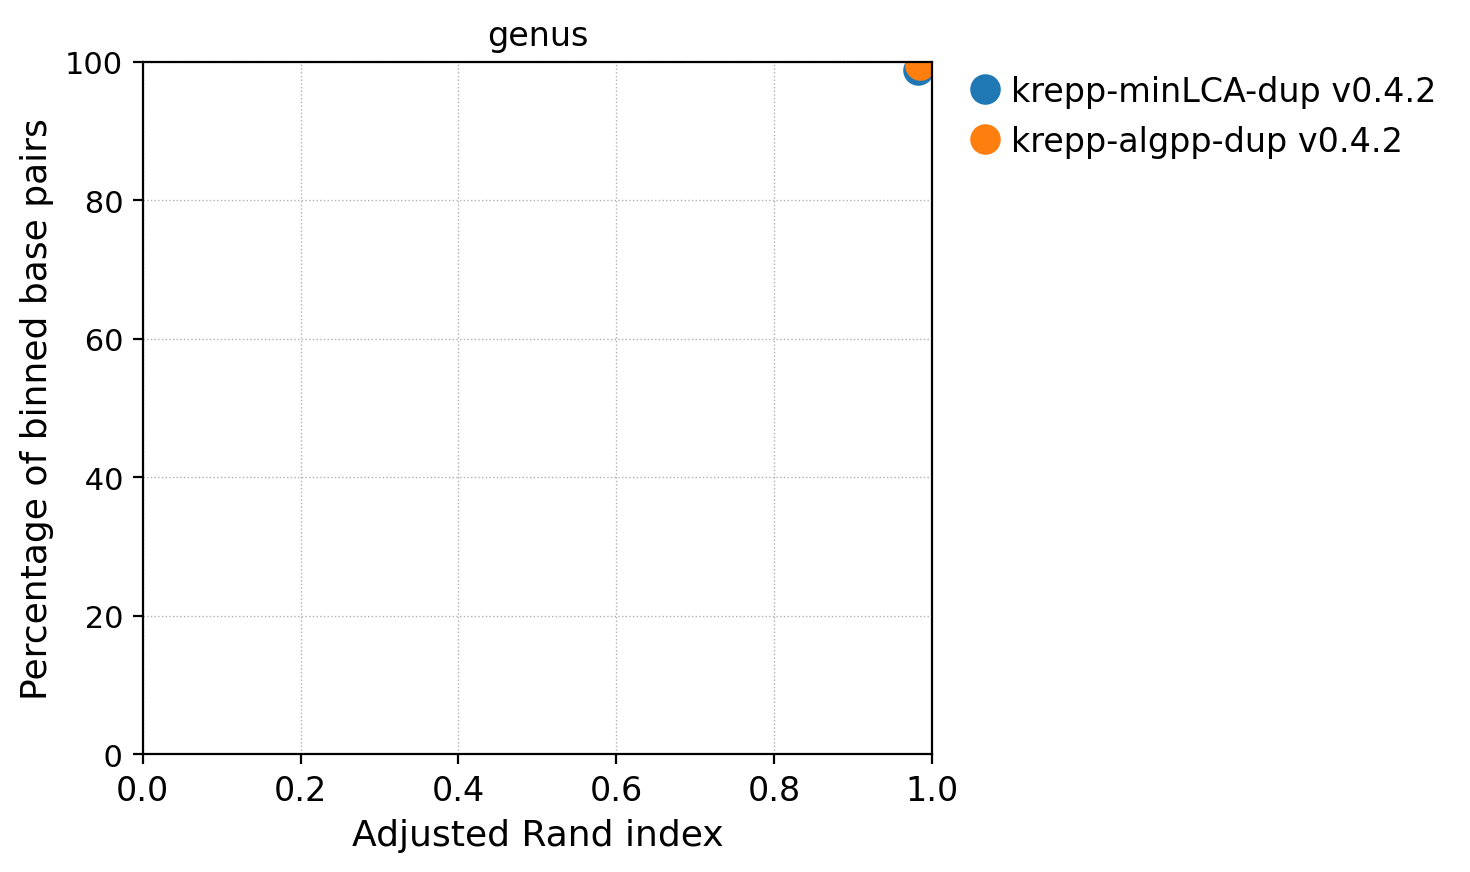 genus
100
80
60
40
20
0
Percentage of binned base pairs
0.0 0.2 0.4 0.6 0.8 1.0
Adjusted Rand index
krepp-minLCA-dup v0.4.2
krepp-algpp-dup v0.4.2